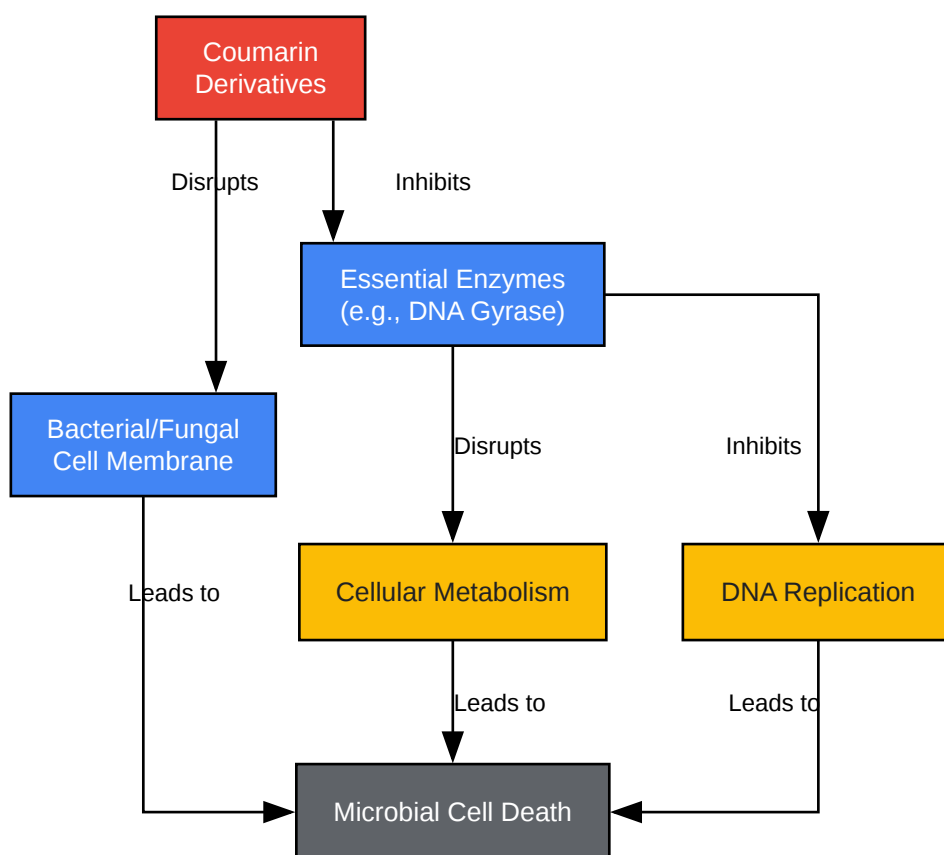 Coumarin
Derivatives
Disrupts
Inhibits
Essential Enzymes
(e.g., DNA Gyrase)
Bacterial/Fungal
Cell Membrane
Disrupts
Inhibits
Leads to
Cellular Metabolism
DNA Replication
Leads to
Leads to
Microbial Cell Death